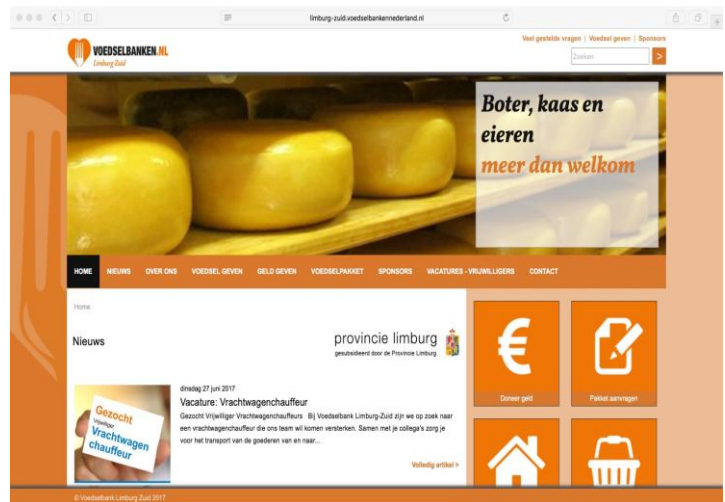 limburg-zuid.voedselbankennederland.nl
Veel gestelde vragen | Voedsel geven | Sponsors
VOEDSELBANKEN.NL
Limburg Zuid
Zoeken >
Boter, kaas en
eieren
meer dan welkom
HOME NIEUWS OVER ONS VOEDSEL GEVEN GELD GEVEN VOEDSELPAKKET SPONSORS VACATURES - VRIJWILLIGERS CONTACT
Home
Nieuws
provincie limburg
gesubsidieerd door de Provincie Limburg
€
Doneer geld
Pakket aanvragen
dinsdag 27 juni 2017
Vacature: Vrachtwagenchauffeur
Gezocht Vrijwilliger Vrachtwagenchauffeurs Bij Voedselbank Limburg-Zuid zijn we op zoek naar
een vrachtwagenchauffeur die ons team wil komen versterken. Samen met je collega's zorg je
voor het transport van de goederen van en naar...
Volledig artikel >
Gezocht
Vrijwilliger
Vrachtwagen
chauffeur
© Voedselbank Limburg Zuid 2017